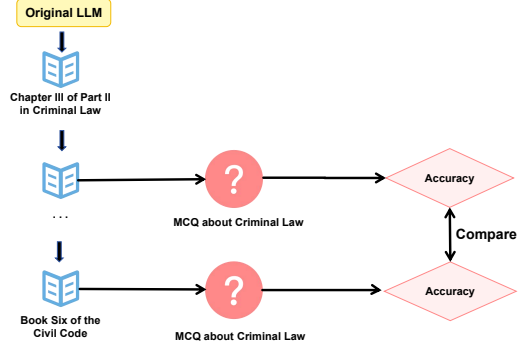 Original LLM
Chapter III of Part II
in Criminal Law
?
Accuracy
. . .
MCQ about Criminal Law
Compare
?
Accuracy
Book Six of the
Civil Code
MCQ about Criminal Law